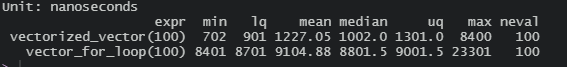 Unit: nanoseconds
expr min lq mean median uq max neval
vectorized_vector(100) 702 901 1227.05 1002.0 1301.0 8400 100
vector_for_loop(100) 8401 8701 9104.88 8801.5 9001.5 23301 100